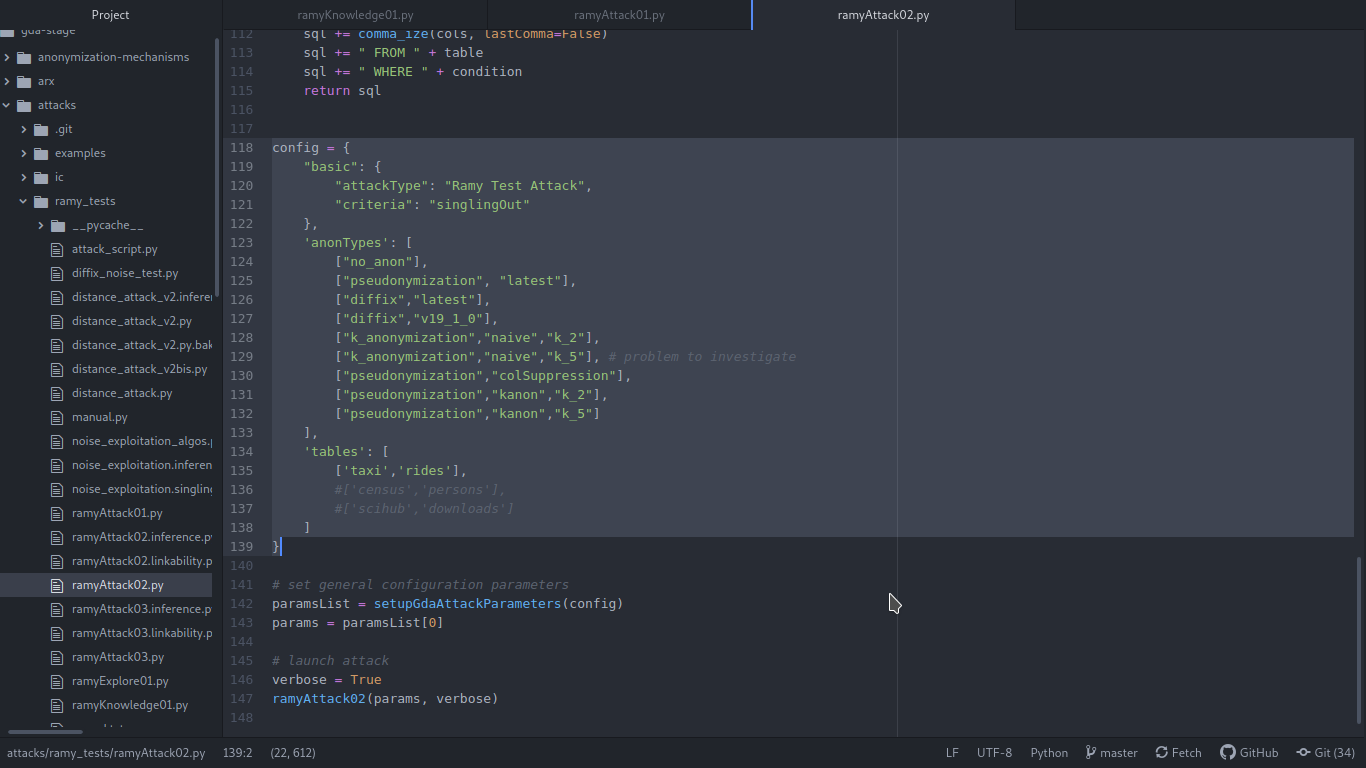 Project
ramyKnowledge01.py
ramyAttack01.py
ramyAttack02.py
gda-stage
anonymization-mechanisms
arx
attacks
.git
examples
ic
ramy_tests
__pycache__
attack_script.py
diffix_noise_test.py
distance_attack_v2.infere
distance_attack_v2.py
distance_attack_v2.py.bak
distance_attack_v2bis.py
distance_attack.py
manual.py
noise_exploitation_algos.p
noise_exploitation.inferen
noise_exploitation.singlin
ramyAttack01.py
ramyAttack02.inference.py
ramyAttack02.linkability.p
ramyAttack02.py
ramyAttack03.inference.py
ramyAttack03.linkability.p
ramyAttack03.py
ramyExplore01.py
ramyKnowledge01.py
112 sql += comma_ize(cols, lastComma=False)
113 sql += " FROM " + table
114 sql += " WHERE " + condition
115 return sql
116
117
118 config = {
119 "basic": {
120 "attackType": "Ramy Test Attack",
121 "criteria": "singlingOut"
122 },
123 'anonTypes': [
124 ["no_anon"],
125 ["pseudonymization", "latest"],
126 ["diffix","latest"],
127 ["diffix","v19_1_0"],
128 ["k_anonymization","naive","k_2"],
129 ["k_anonymization","naive","k_5"], # problem to investigate
130 ["pseudonymization","colSuppression"],
131 ["pseudonymization","kanon","k_2"],
132 ["pseudonymization","kanon","k_5"]
133 ],
134 'tables': [
135 ['taxi','rides'],
136 #['census','persons'],
137 #['scihub','downloads']
138 ]
139 }
140
141 # set general configuration parameters
142 paramsList = setupGdaAttackParameters(config)
143 params = paramsList[0]
144
145 # launch attack
146 verbose = True
147 ramyAttack02(params, verbose)
148
attacks/ramy_tests/ramyAttack02.py 139:2 (22, 612) LF UTF-8 Python master Fetch GitHub Git (34)